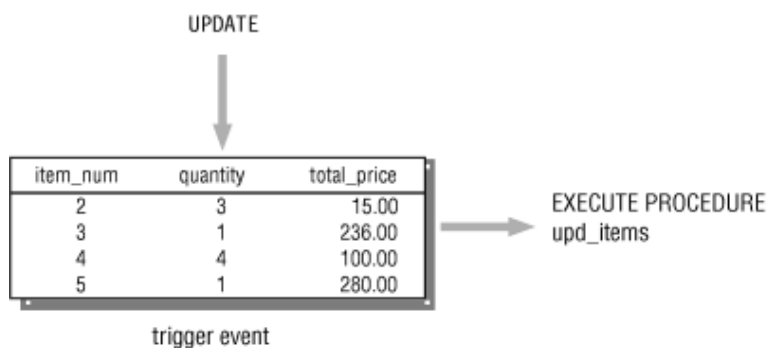 UPDATE
item_num quantity total_price
2 3 15.00
3 1 236.00
4 4 100.00
5 1 280.00
EXECUTE PROCEDURE
upd_items
trigger event